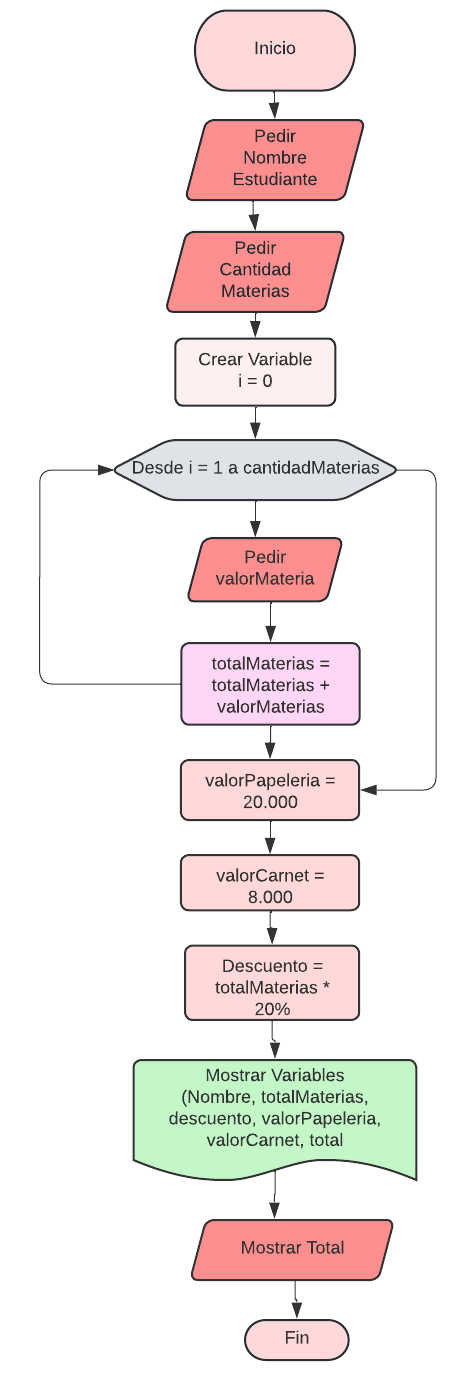 Inicio
Pedir
Nombre
Estudiante
Pedir
Cantidad
Materias
Crear Variable
i = 0
Desde i = 1 a cantidadMaterias
Pedir
valorMateria
totalMaterias =
totalMaterias +
valorMaterias
valorPapeleria =
20.000
valorCarnet =
8.000
Descuento =
totalMaterias *
20%
Mostrar Variables
(Nombre, totalMaterias,
descuento, valorPapeleria,
valorCarnet, total
Mostrar Total
Fin